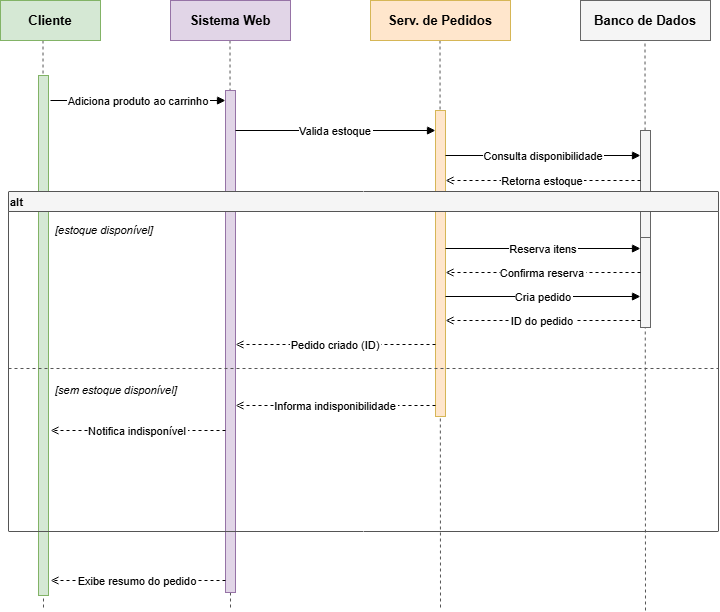 Cliente
Sistema Web
Serv. de Pedidos
Banco de Dados
Adiciona produto ao carrinho
Valida estoque
Consulta disponibilidade
Retorna estoque
alt
[estoque disponível]
Reserva itens
Confirma reserva
Cria pedido
ID do pedido
Pedido criado (ID)
[sem estoque disponível]
Informa indisponibilidade
Notifica indisponível
Exibe resumo do pedido